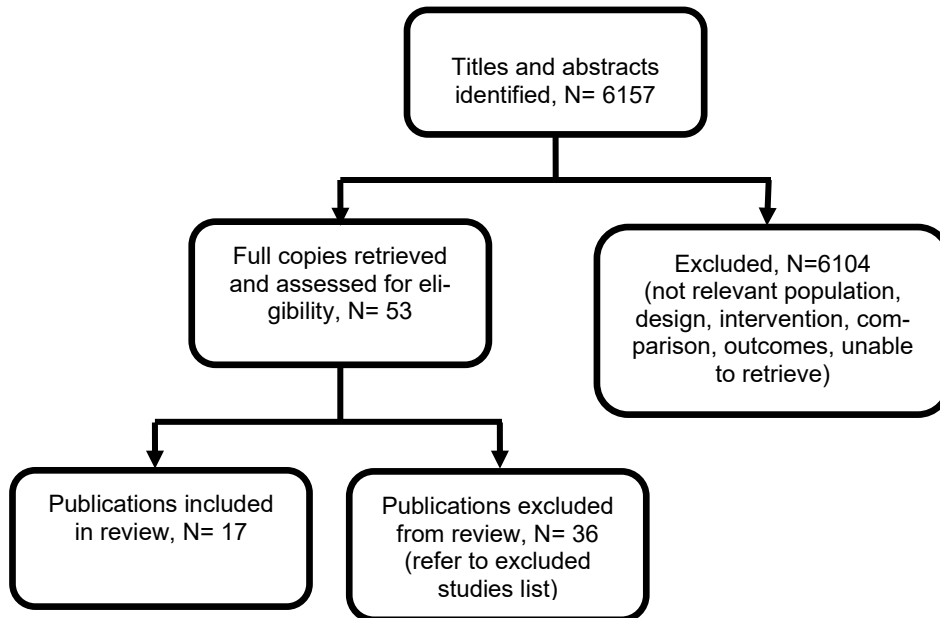 Titles and abstracts
identified, N= 6157
Full copies retrieved
and assessed for eli-
gibility, N= 53
Excluded, N=6104
(not relevant population,
design, intervention, com-
parison, outcomes, unable
to retrieve)
Publications included
in review, N= 17
Publications excluded
from review, N= 36
(refer to excluded
studies list)